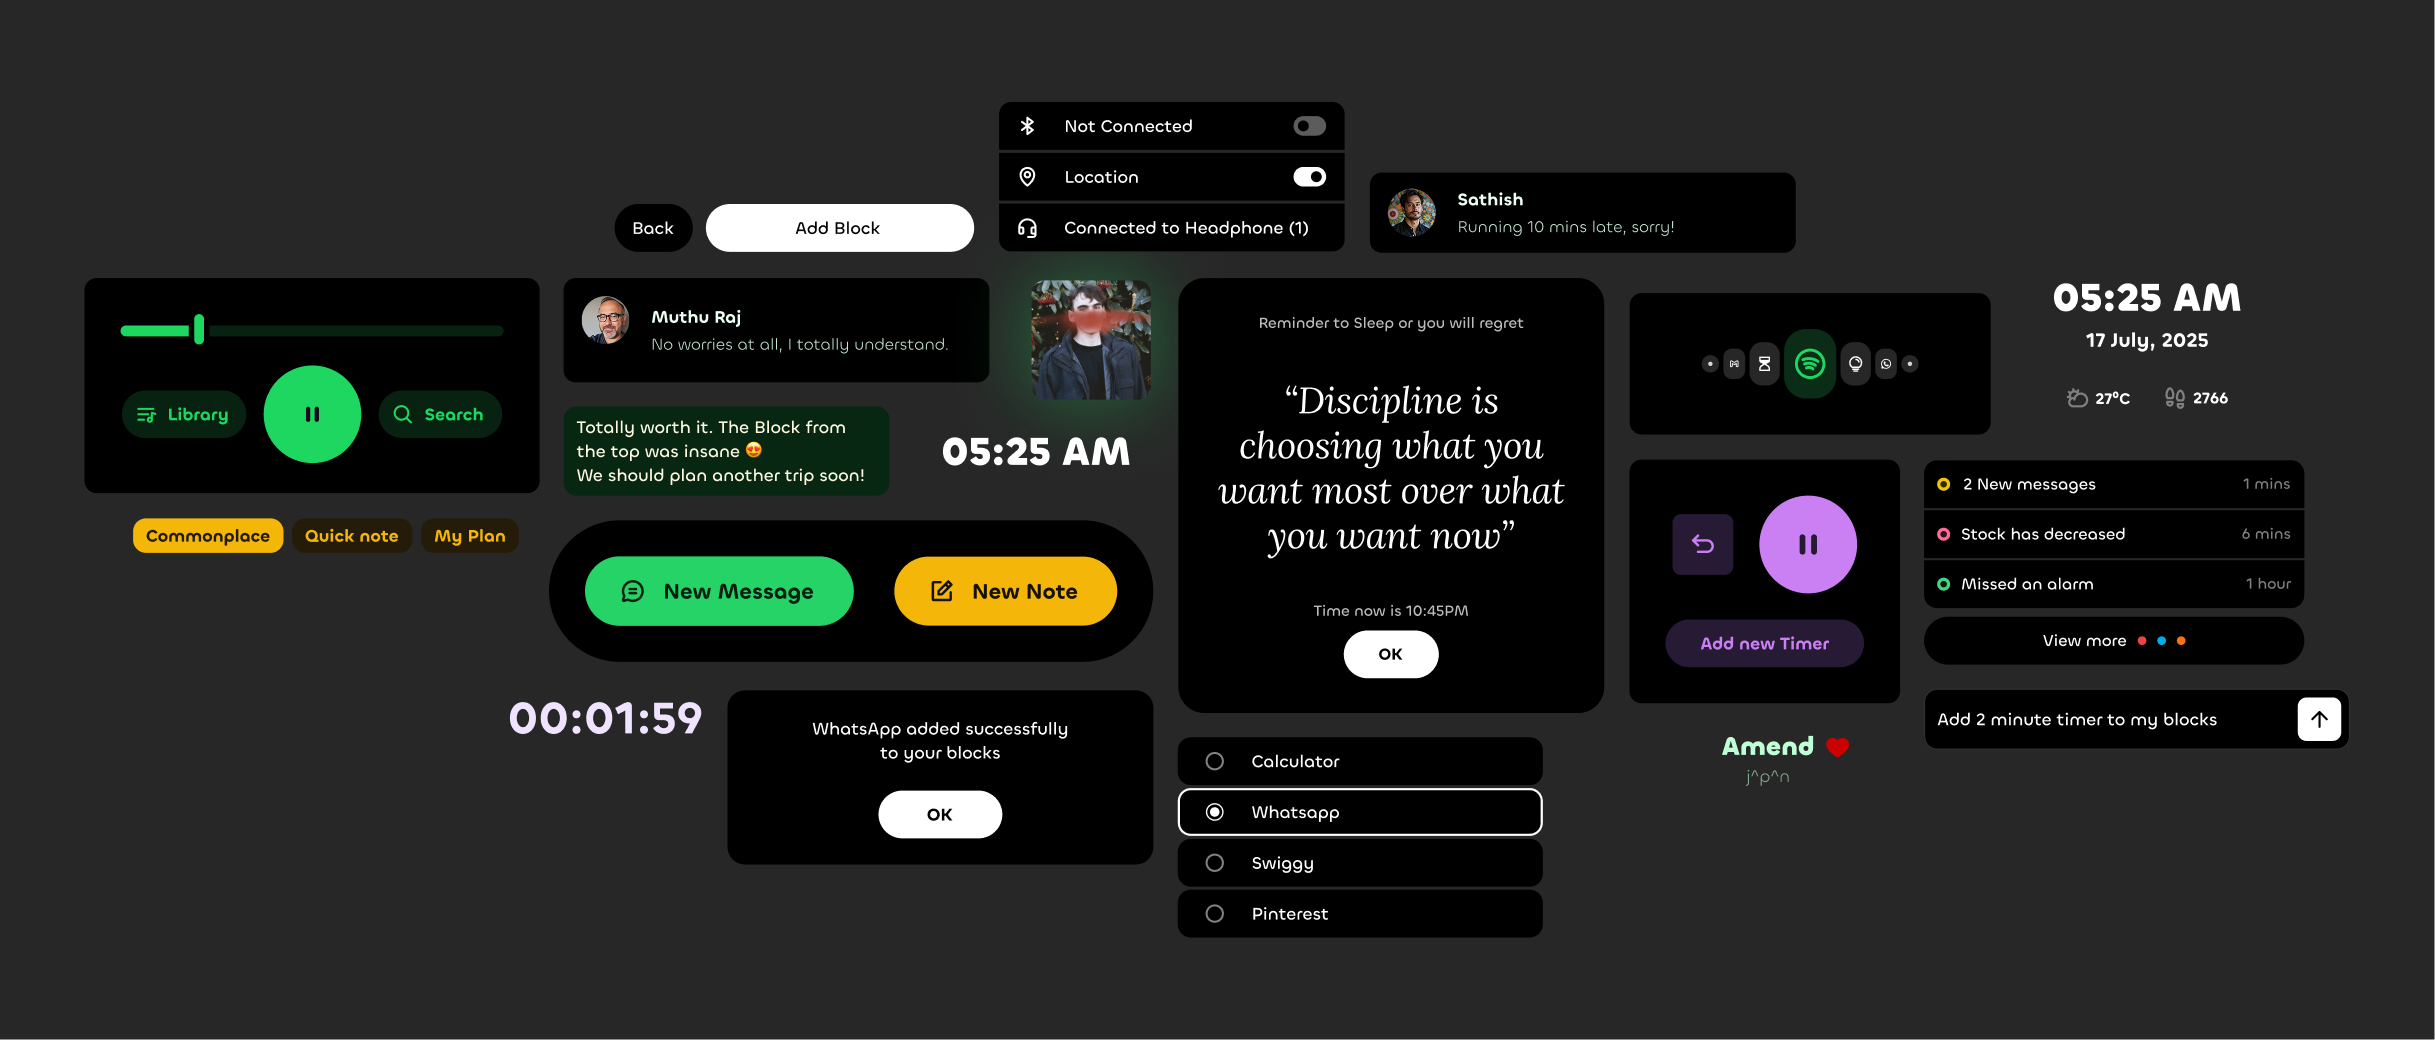 Not Connected
Location
Connected to Headphone (1)
Back
Add Block
Sathish
Running 10 mins late, sorry!
Library
Search
Commonplace
Quick note
My Plan
Muthu Raj
No worries at all, I totally understand.
Totally worth it. The Block from
the top was insane 😍
We should plan another trip soon!
05:25 AM
New Message
New Note
00:01:59
WhatsApp added successfully
to your blocks
OK
Reminder to Sleep or you will regret
“Discipline is
choosing what you
want most over what
you want now”
Time now is 10:45PM
OK
Calculator
Whatsapp
Swiggy
Pinterest
05:25 AM
17 July, 2025
27°C
2766
Add new Timer
2 New messages
1 mins
Stock has decreased
6 mins
Missed an alarm
1 hour
View more
Add 2 minute timer to my blocks
Amend
j^p^n